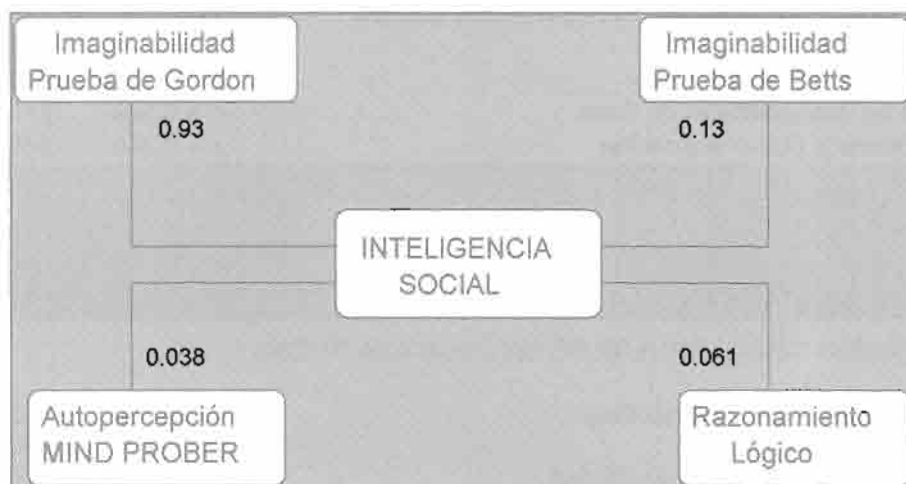 Imaginabilidad
Prueba de Gordon
Imaginabilidad
Prueba de Betts
0.93
0.13
INTELIGENCIA
SOCIAL
0.038
0.061
Autopercepción
MIND PROBER
Razonamiento
Lógico